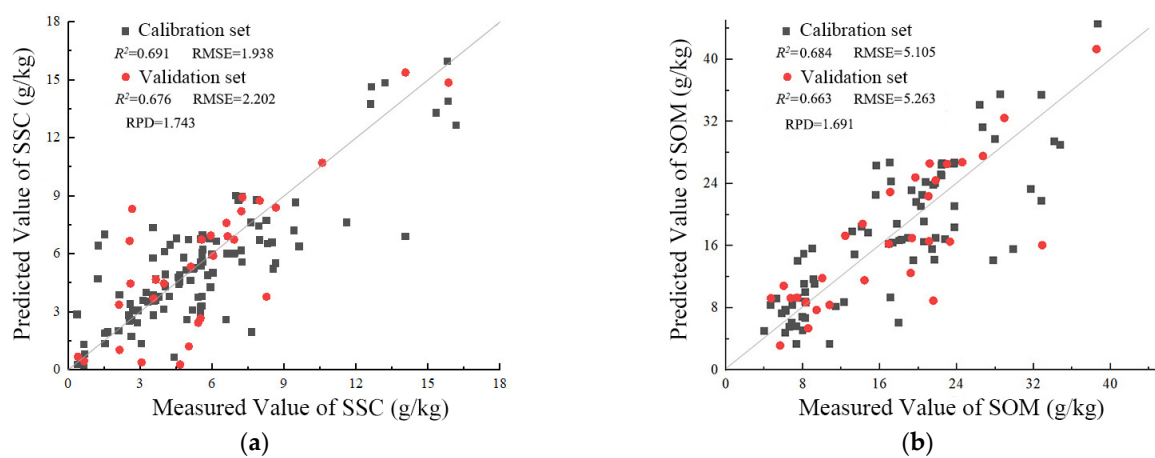 18
15
12
9
6
3
0
Predicted Value of SSC (g/kg)
Calibration set
R²=0.691 RMSE=1.938
Validation set
R²=0.676 RMSE=2.202
RPD=1.743
0 3 6 9 12 15 18
Measured Value of SSC (g/kg)
(a)
40
32
24
16
8
0
Predicted Value of SOM (g/kg)
Calibration set
R²=0.684 RMSE=5.105
Validation set
R²=0.663 RMSE=5.263
RPD=1.691
0 8 16 24 32 40
Measured Value of SOM (g/kg)
(b)